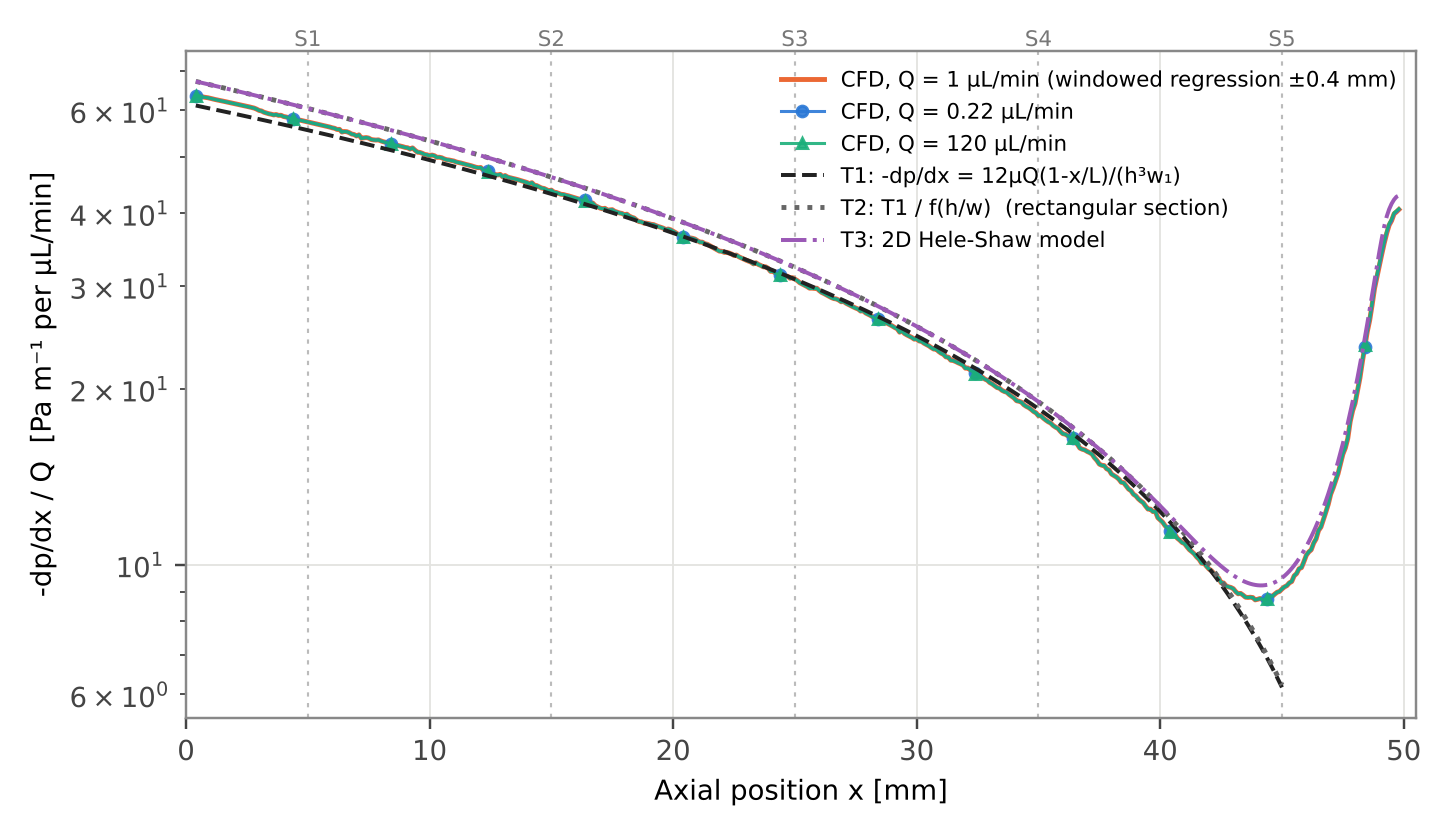 S1 S2 S3 S4 S5
CFD, Q = 1 µL/min (windowed regression ±0.4 mm)
CFD, Q = 0.22 µL/min
CFD, Q = 120 µL/min
T1: -dp/dx = 12µQ(1-x/L)/(h³w₁)
T2: T1 / f(h/w) (rectangular section)
T3: 2D Hele-Shaw model
-dp/dx / Q [Pa m⁻¹ per µL/min]
6 × 10¹
4 × 10¹
3 × 10¹
2 × 10¹
10¹
6 × 10⁰
0 10 20 30 40 50
Axial position x [mm]